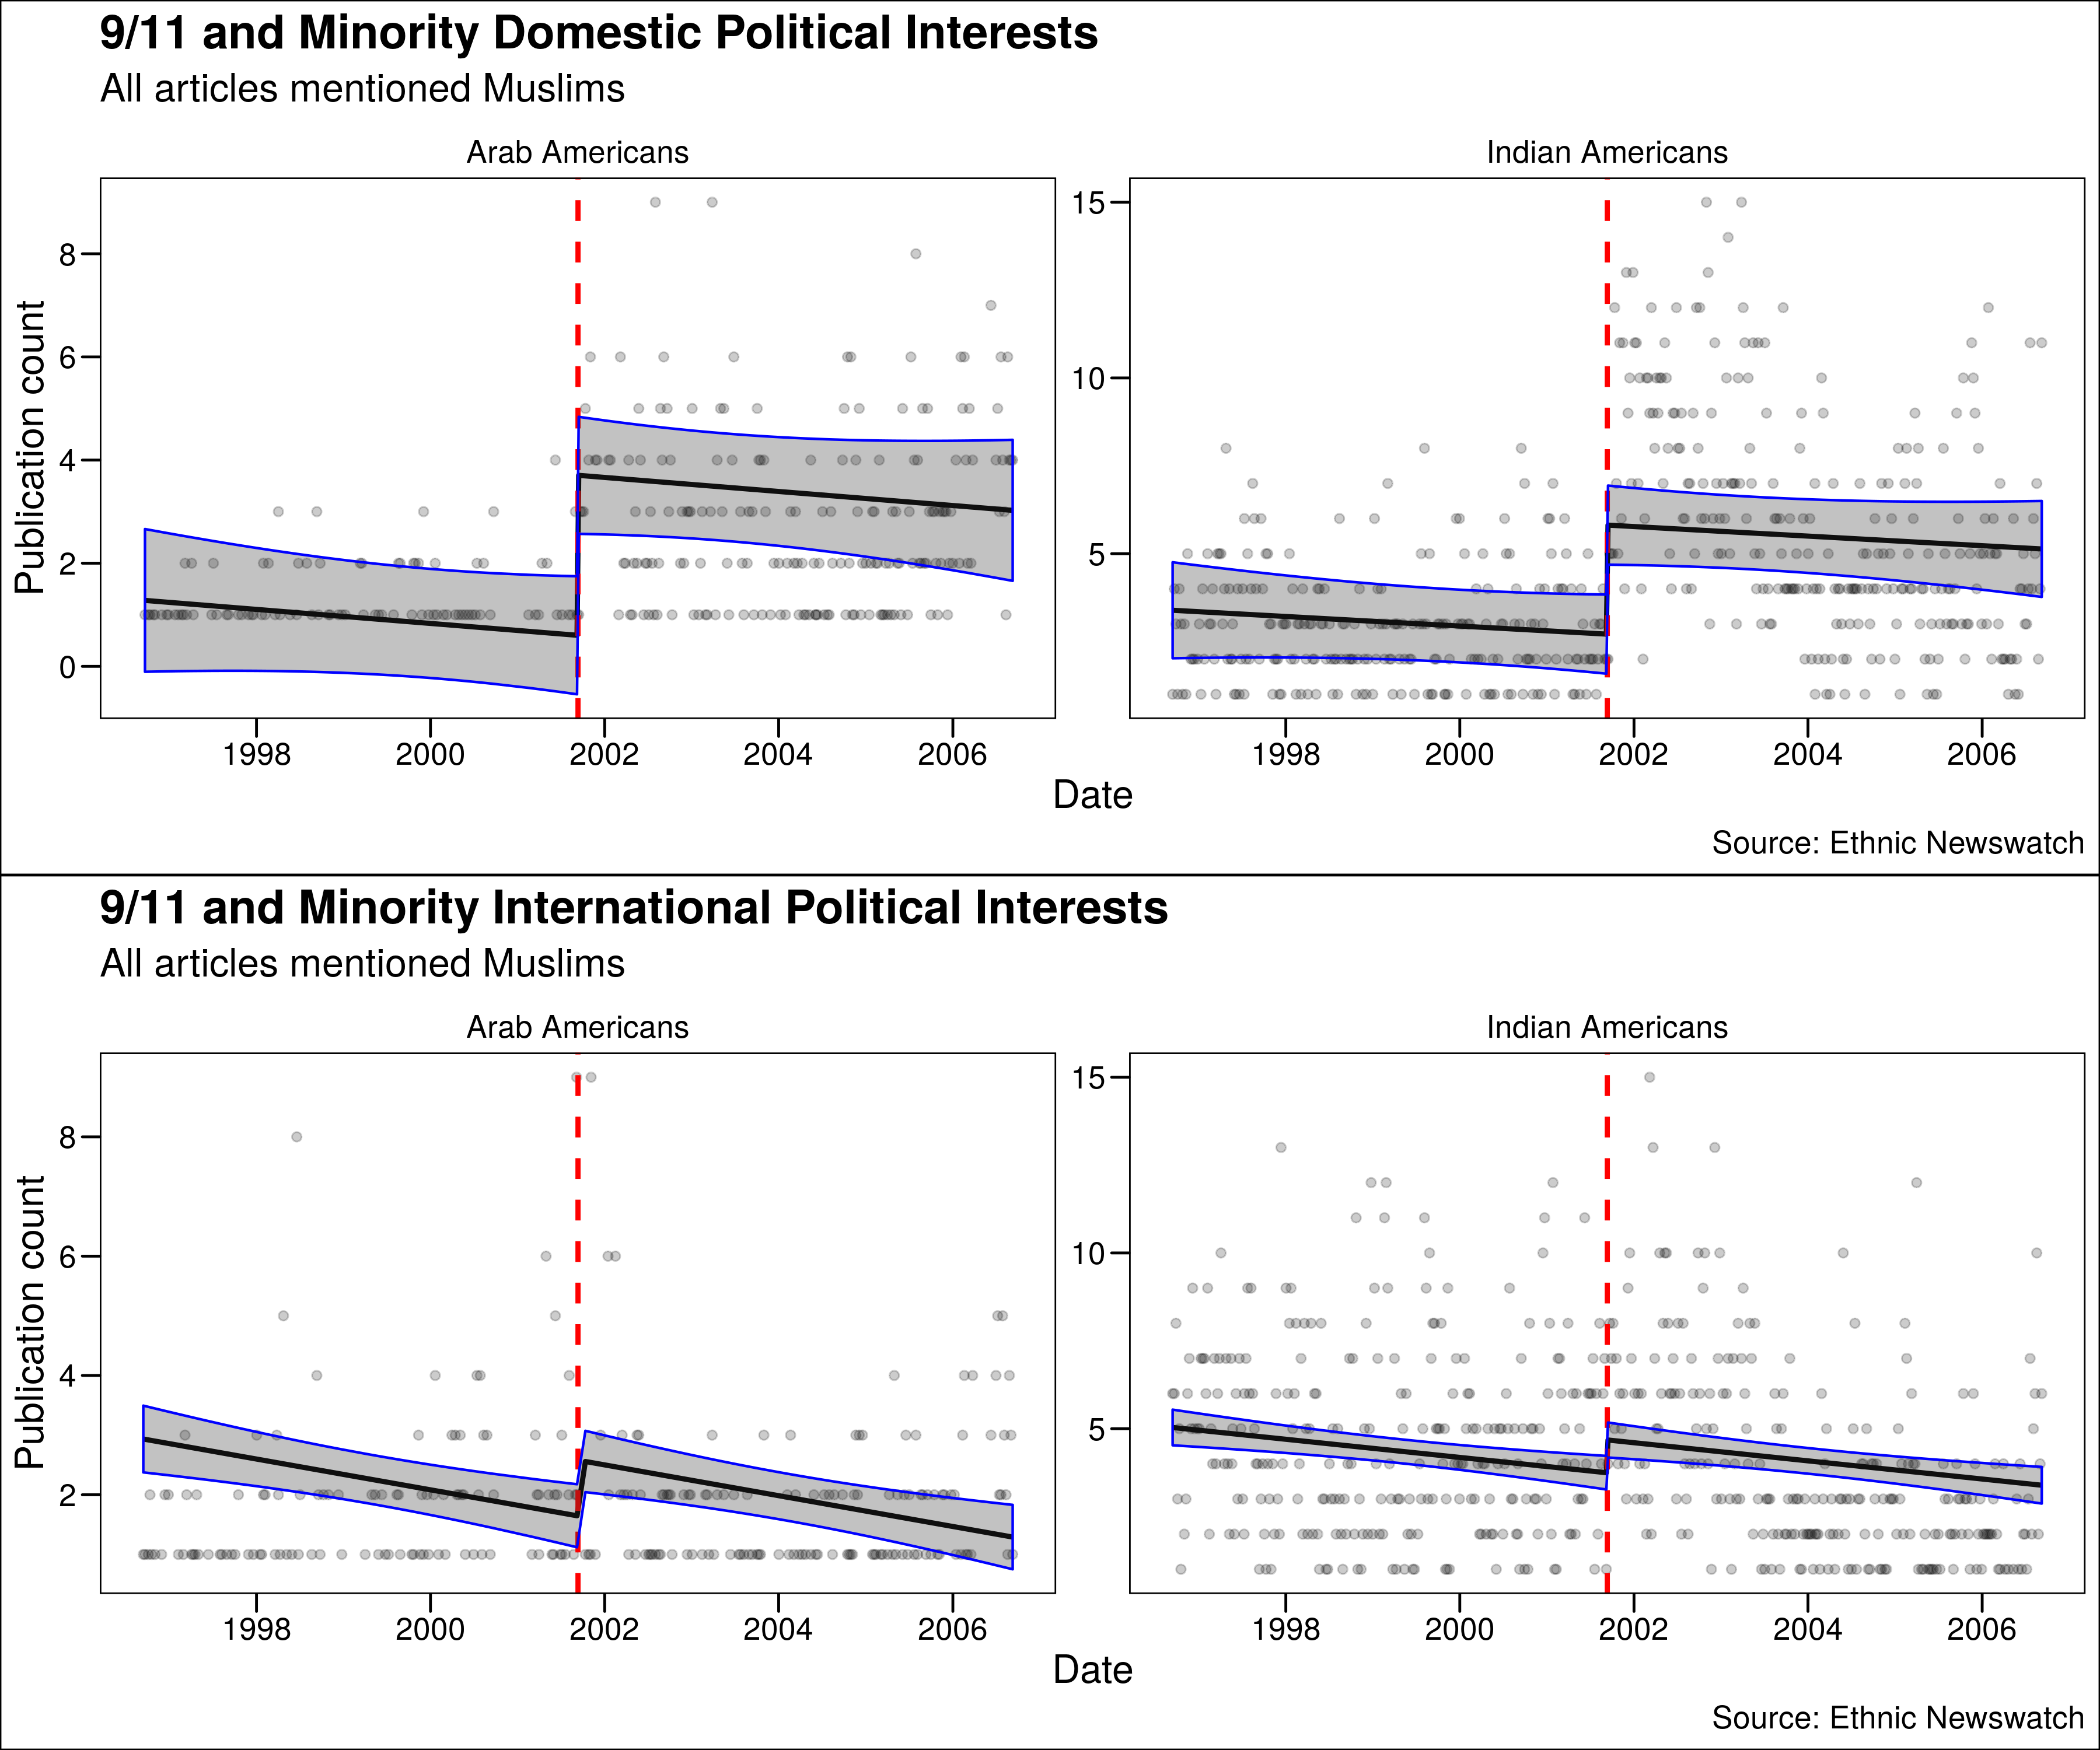 9/11 and Minority Domestic Political Interests
All articles mentioned Muslims
Arab Americans
Indian Americans
Publication count
8
6
4
2
0
15
10
5
1998
2000
2002
2004
2006
1998
2000
2002
2004
2006
Date
Source: Ethnic Newswatch
9/11 and Minority International Political Interests
All articles mentioned Muslims
Arab Americans
Indian Americans
Publication count
8
6
4
2
15
10
5
1998
2000
2002
2004
2006
1998
2000
2002
2004
2006
Date
Source: Ethnic Newswatch